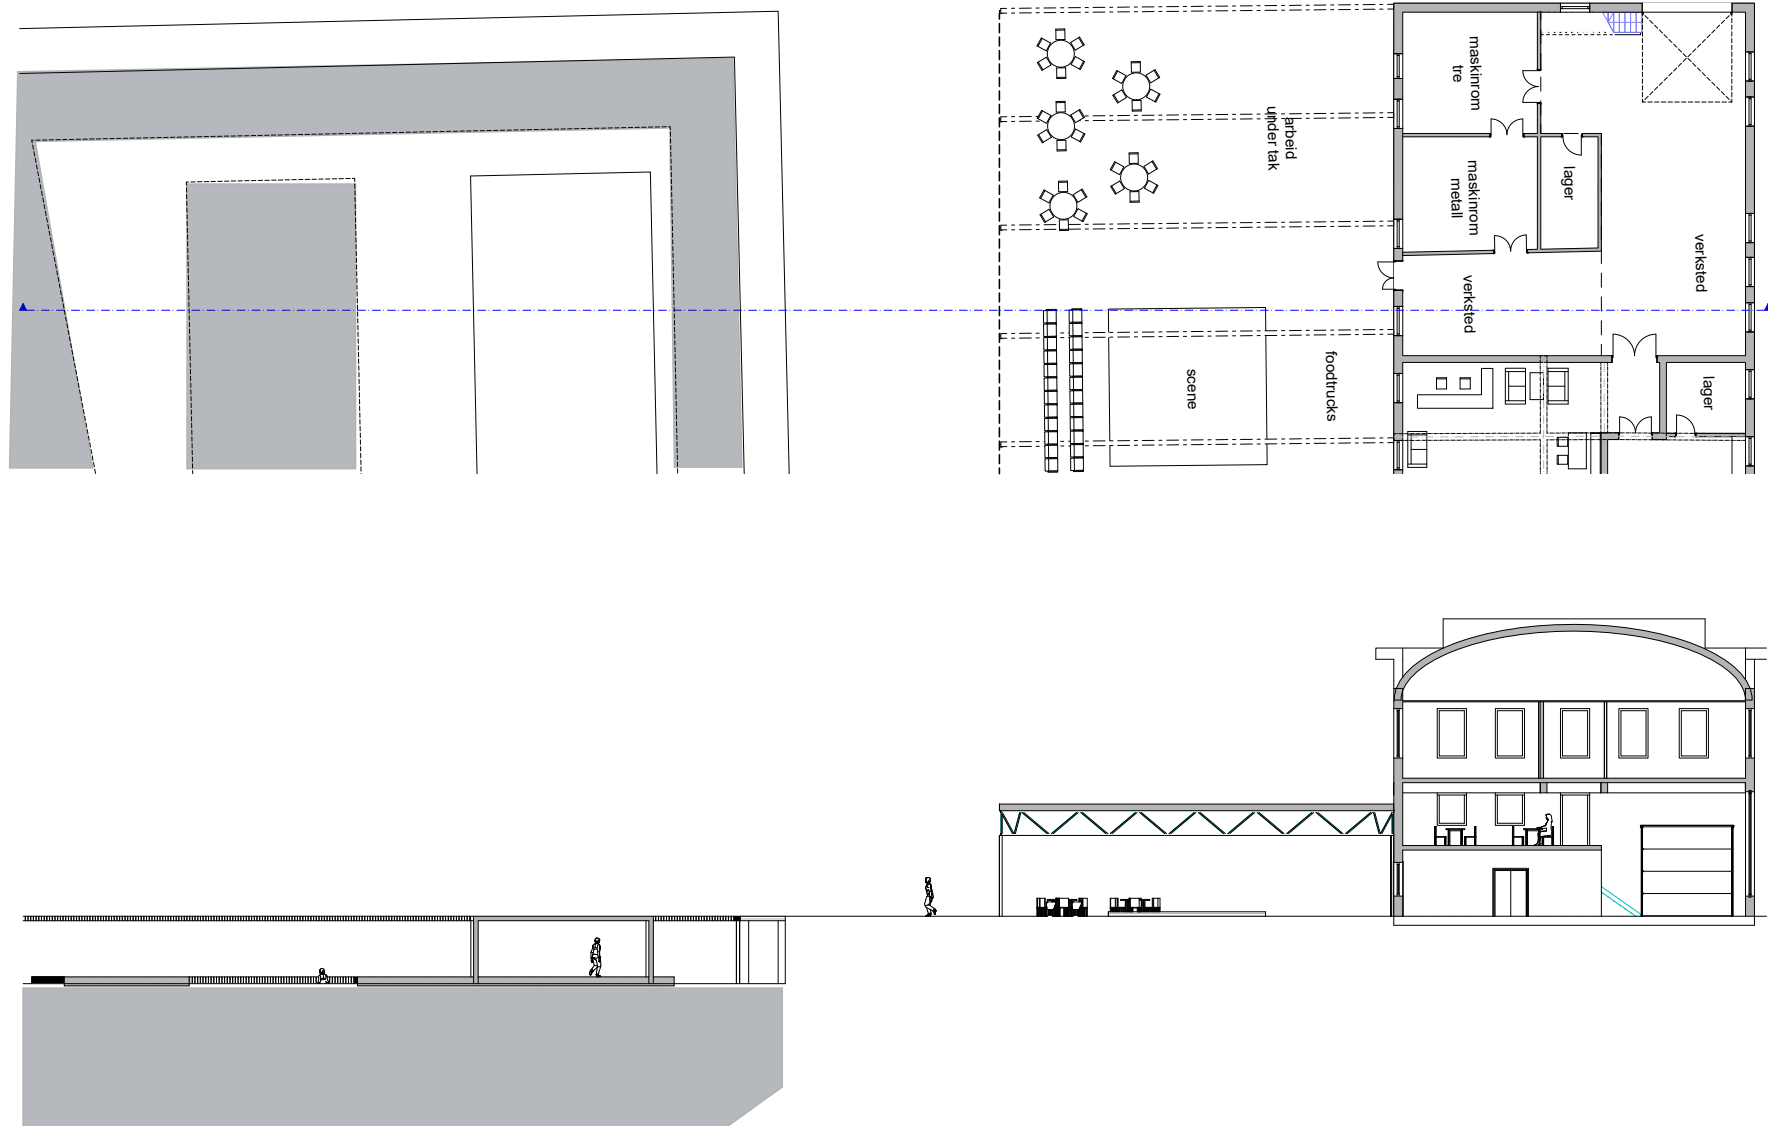 maskinrom
tre
arbeid
under tak
maskinrom
metall
lager
verksted
verksted
scene
foodtrucks
lager